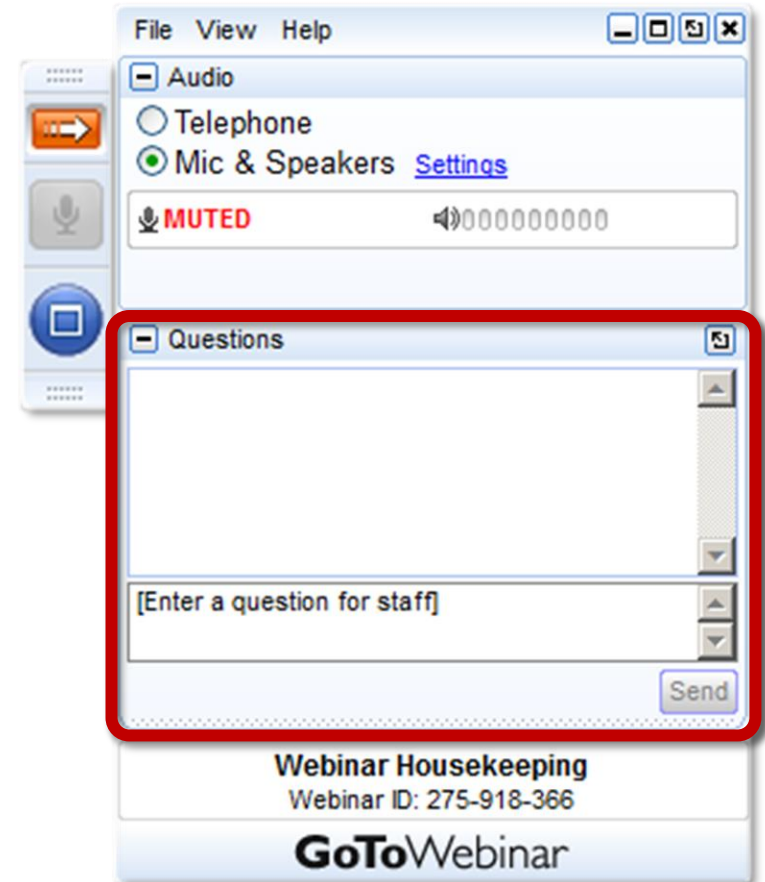 File View Help
Audio
Telephone
Mic & Speakers Settings
MUTED 000000000
Questions
[Enter a question for staff]
Send
Webinar Housekeeping
Webinar ID: 275-918-366
GoToWebinar